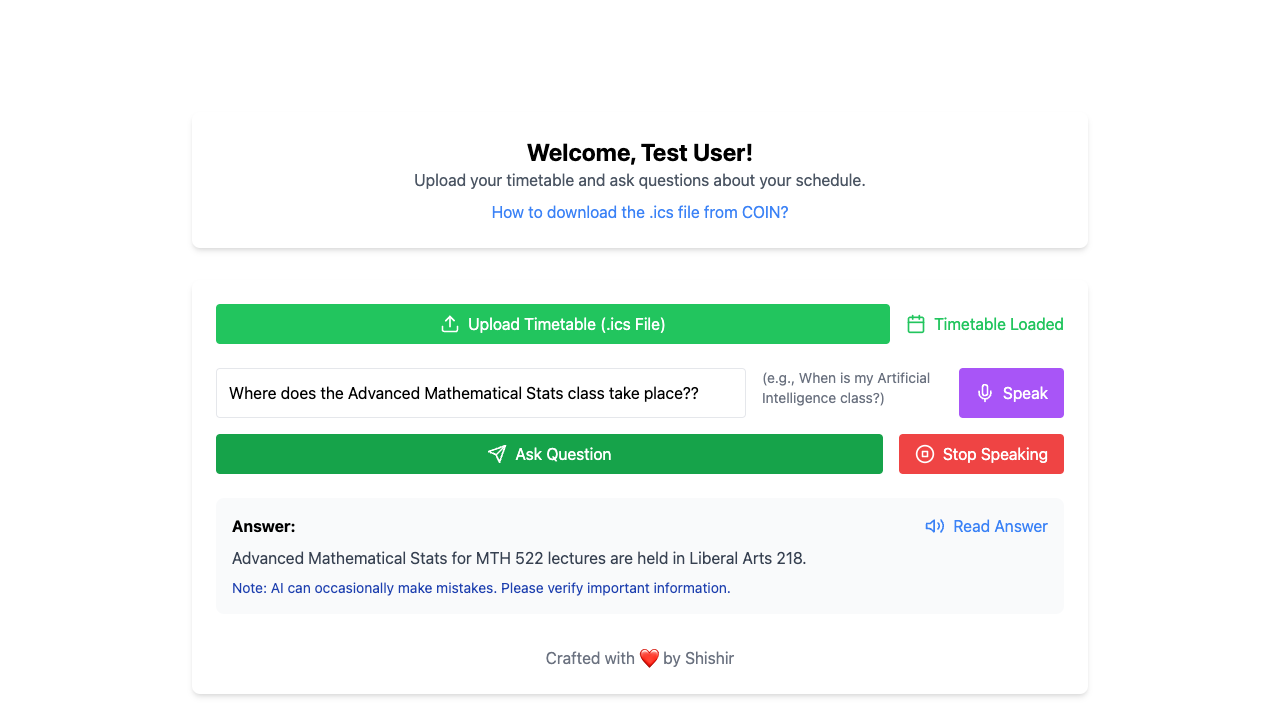 Welcome, Test User!
Upload your timetable and ask questions about your schedule.
How to download the .ics file from COIN?
Upload Timetable (.ics File)
Timetable Loaded
Where does the Advanced Mathematical Stats class take place??
(e.g., When is my Artificial
Intelligence class?)
Speak
Ask Question
Stop Speaking
Answer:
Read Answer
Advanced Mathematical Stats for MTH 522 lectures are held in Liberal Arts 218.
Note: AI can occasionally make mistakes. Please verify important information.
Crafted with ❤️ by Shishir